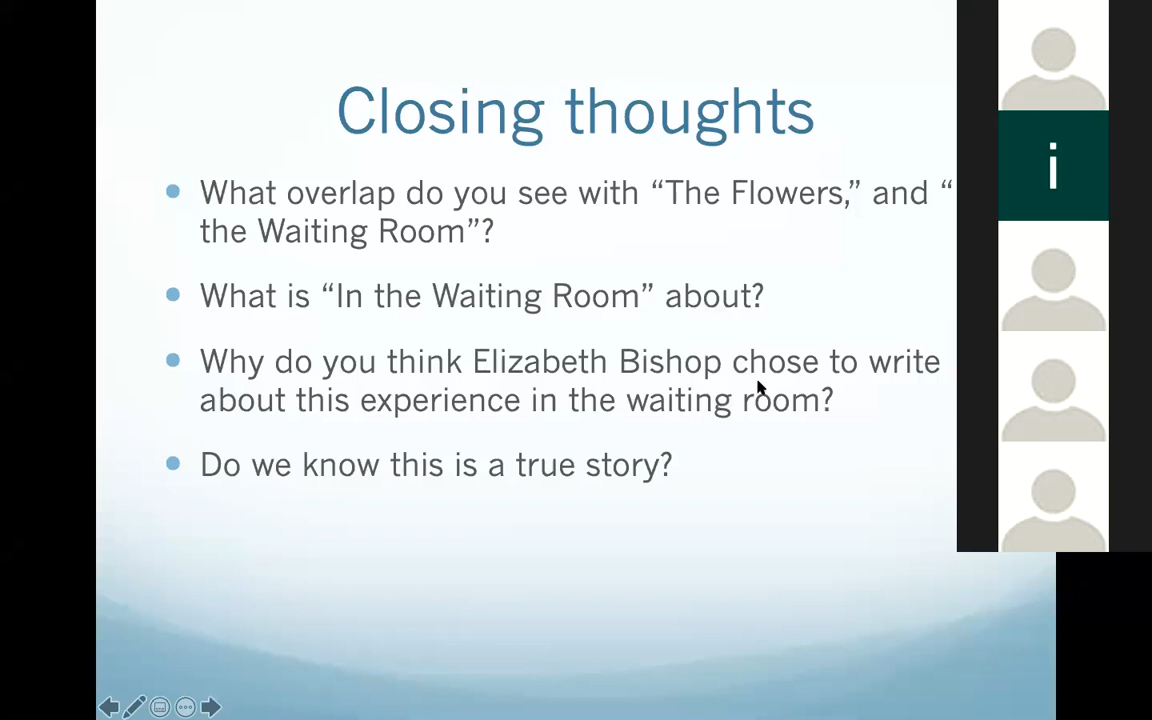 Closing thoughts
What overlap do you see with “The Flowers,” and “
the Waiting Room”?
What is “In the Waiting Room” about?
Why do you think Elizabeth Bishop chose to write
about this experience in the waiting room?
Do we know this is a true story?
i